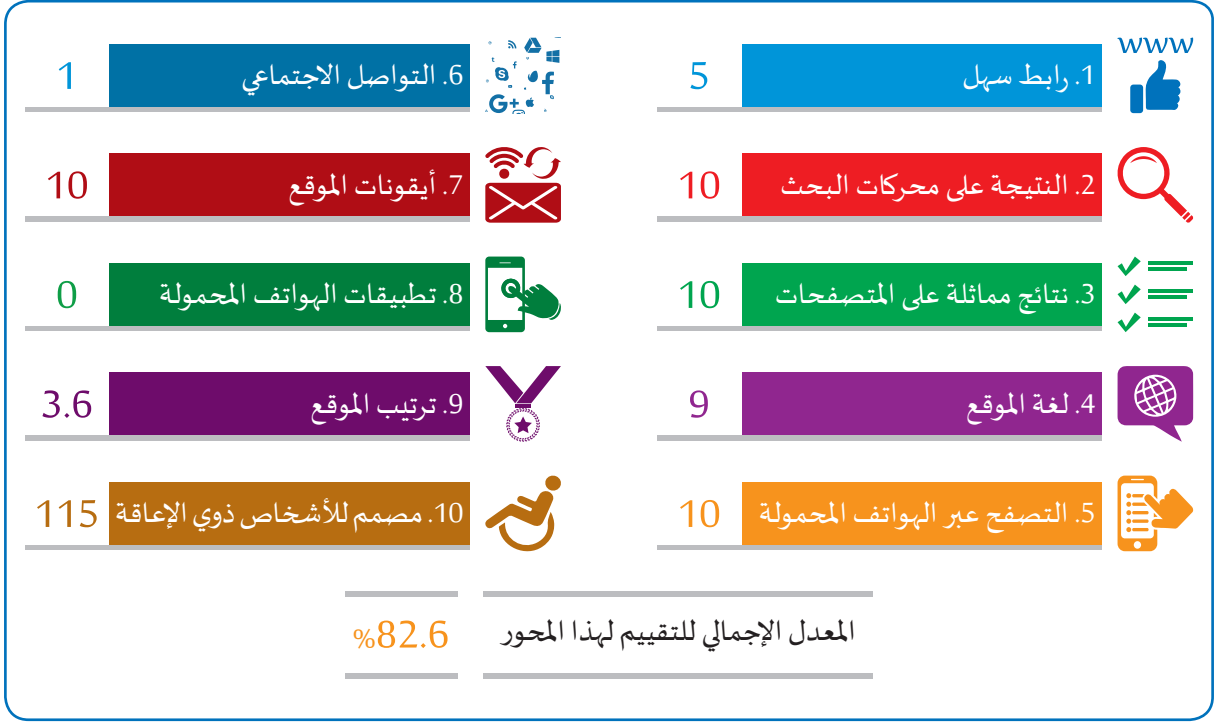 www
1. رابط سهل
5
2. النتيجة على محركات البحث
10
3. نتائج مماثلة على المتصفحات
10
4. لغة الموقع
9
5. التصفح عبر الهواتف المحمولة
10
6. التواصل الاجتماعي
1
7. أيقونات الموقع
10
8. تطبيقات الهواتف المحمولة
0
9. ترتيب الموقع
3.6
10. مصمم للأشخاص ذوي الإعاقة
115
المعدل الإجمالي للتقييم لهذا المحور
%82.6